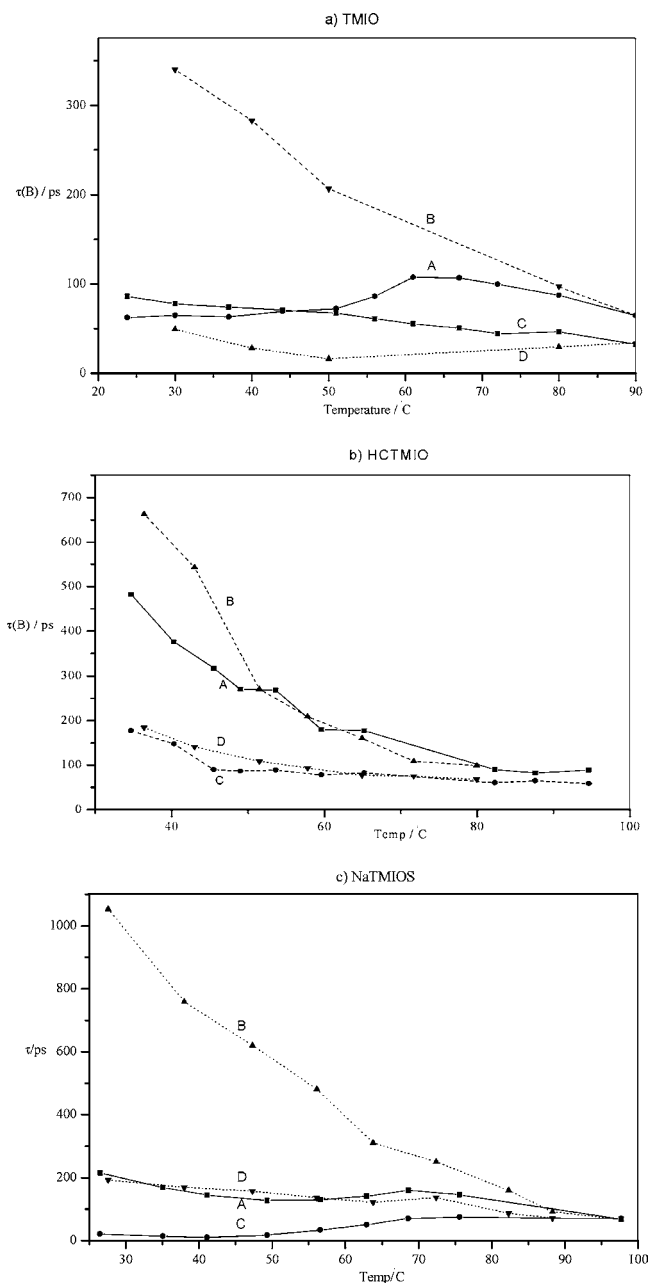 a) TMIO
300
200
100
0
τ(B) / ps
B
A
C
D
20 30 40 50 60 70 80 90
Temperature / ˙C
b) HCTMIO
700
600
500
400
300
200
100
0
τ(B) / ps
B
A
D
C
40 60 80 100
Temp / ˙C
c) NaTMIOS
1000
800
600
400
200
0
τ/ps
B
D
A
C
30 40 50 60 70 80 90 100
Temp/˙C